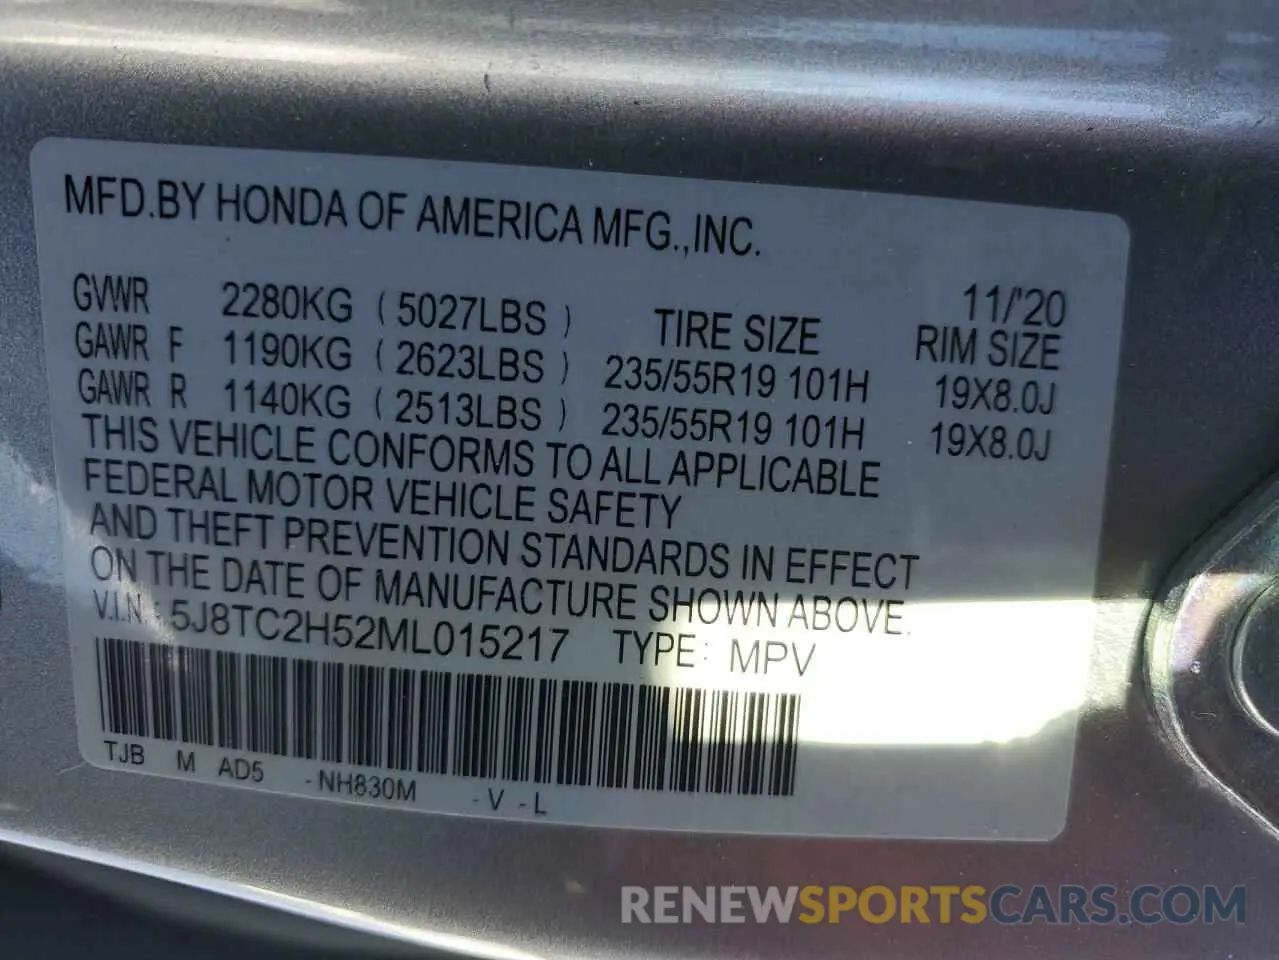 MFD.BY HONDA OF AMERICA MFG.,INC.
11/'20
GVWR 2280KG ( 5027LBS ) TIRE SIZE RIM SIZE
GAWR F 1190KG ( 2623LBS ) 235/55R19 101H 19X8.0J
GAWR R 1140KG ( 2513LBS ) 235/55R19 101H 19X8.0J
THIS VEHICLE CONFORMS TO ALL APPLICABLE
FEDERAL MOTOR VEHICLE SAFETY
AND THEFT PREVENTION STANDARDS IN EFFECT
ON THE DATE OF MANUFACTURE SHOWN ABOVE.
V.I.N : 5J8TC2H52ML015217 TYPE: MPV
TJB M AD5 -NH830M -V -L
RENEWSPORTSCARS.COM